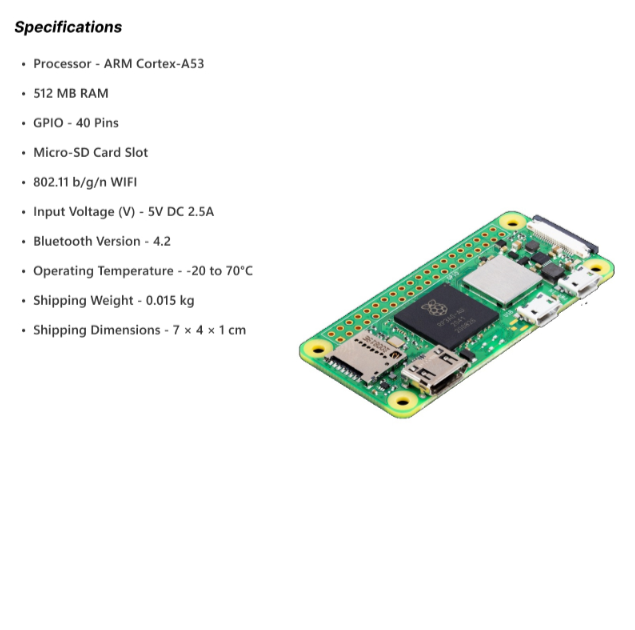 Specifications
• Processor - ARM Cortex-A53
• 512 MB RAM
• GPIO - 40 Pins
• Micro-SD Card Slot
• 802.11 b/g/n WIFI
• Input Voltage (V) - 5V DC 2.5A
• Bluetooth Version - 4.2
• Operating Temperature - -20 to 70°C
• Shipping Weight - 0.015 kg
• Shipping Dimensions - 7 × 4 × 1 cm